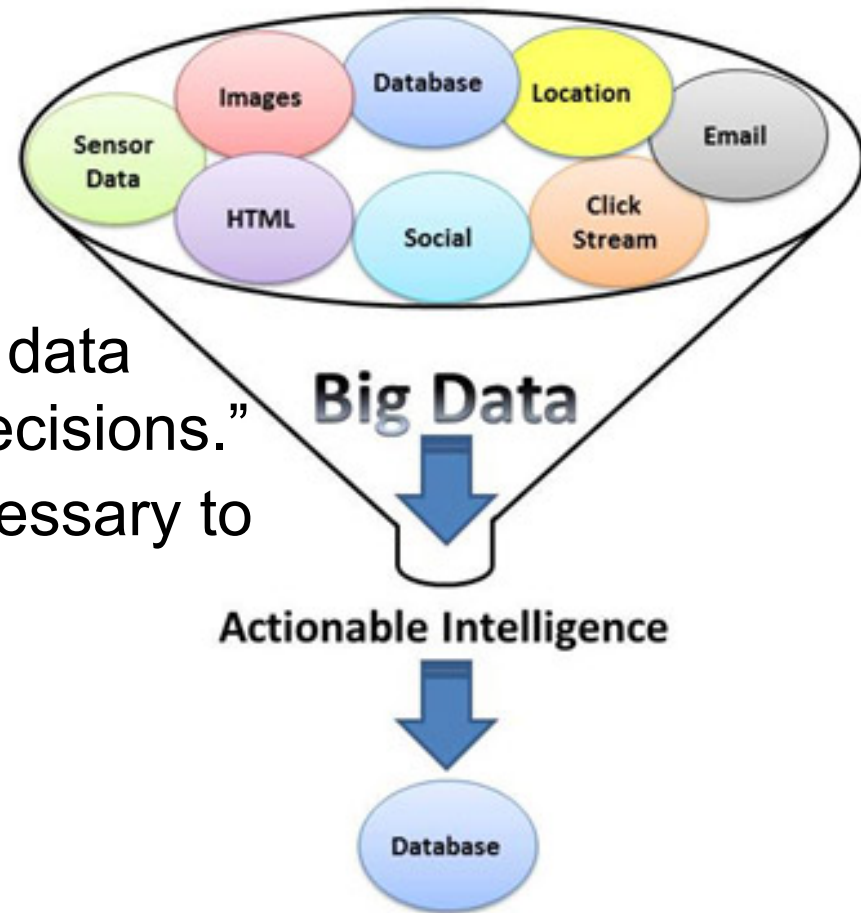 Images
Database
Location
Email
Sensor
Data
HTML
Social
Click
Stream
data
ecisions.”
essary to
Big Data
Actionable Intelligence
Database